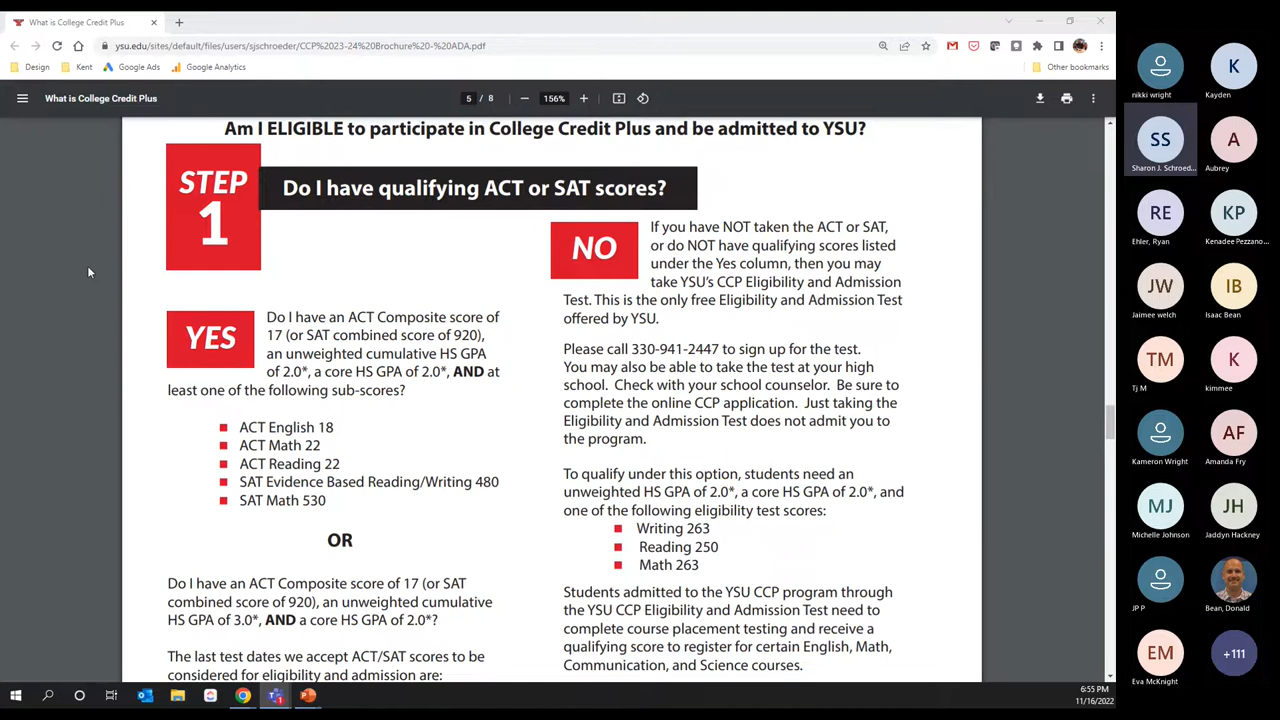 What is College Credit Plus
ysu.edu/sites/default/files/users/sjschroeder/CCP%2023-24%20Brochure%20-%20ADA.pdf
Design
Kent
Google Ads
Google Analytics
Other bookmarks
What is College Credit Plus
5 / 8
156%
Am I ELIGIBLE to participate in College Credit Plus and be admitted to YSU?
STEP
1
Do I have qualifying ACT or SAT scores?
YES
Do I have an ACT Composite score of
17 (or SAT combined score of 920),
an unweighted cumulative HS GPA
of 2.0*, a core HS GPA of 2.0*, AND at
least one of the following sub-scores?
ACT English 18
ACT Math 22
ACT Reading 22
SAT Evidence Based Reading/Writing 480
SAT Math 530
OR
Do I have an ACT Composite score of 17 (or SAT
combined score of 920), an unweighted cumulative
HS GPA of 3.0*, AND a core HS GPA of 2.0*?
The last test dates we accept ACT/SAT scores to be
considered for eligibility and admission are:
NO
If you have NOT taken the ACT or SAT,
or do NOT have qualifying scores listed
under the Yes column, then you may
take YSU's CCP Eligibility and Admission
Test. This is the only free Eligibility and Admission Test
offered by YSU.
Please call 330-941-2447 to sign up for the test.
You may also be able to take the test at your high
school. Check with your school counselor. Be sure to
complete the online CCP application. Just taking the
Eligibility and Admission Test does not admit you to
the program.
To qualify under this option, students need an
unweighted HS GPA of 2.0*, a core HS GPA of 2.0*, and
one of the following eligibility test scores:
Writing 263
Reading 250
Math 263
Students admitted to the YSU CCP program through
the YSU CCP Eligibility and Admission Test need to
complete course placement testing and receive a
qualifying score to register for certain English, Math,
Communication, and Science courses.
6:55 PM
11/16/2022
nikki wright
K
Kayden
SS
Sharon J. Schroed...
A
Aubrey
RE
Ehler, Ryan
KP
Kenadee Pezzano...
JW
Jaimee welch
IB
Isaac Bean
TM
Tj M
K
kimmee
Kameron Wright
AF
Amanda Fry
MJ
Michelle Johnson
JH
Jaddyn Hackney
JP P
Bean, Donald
EM
Eva McKnight
+111